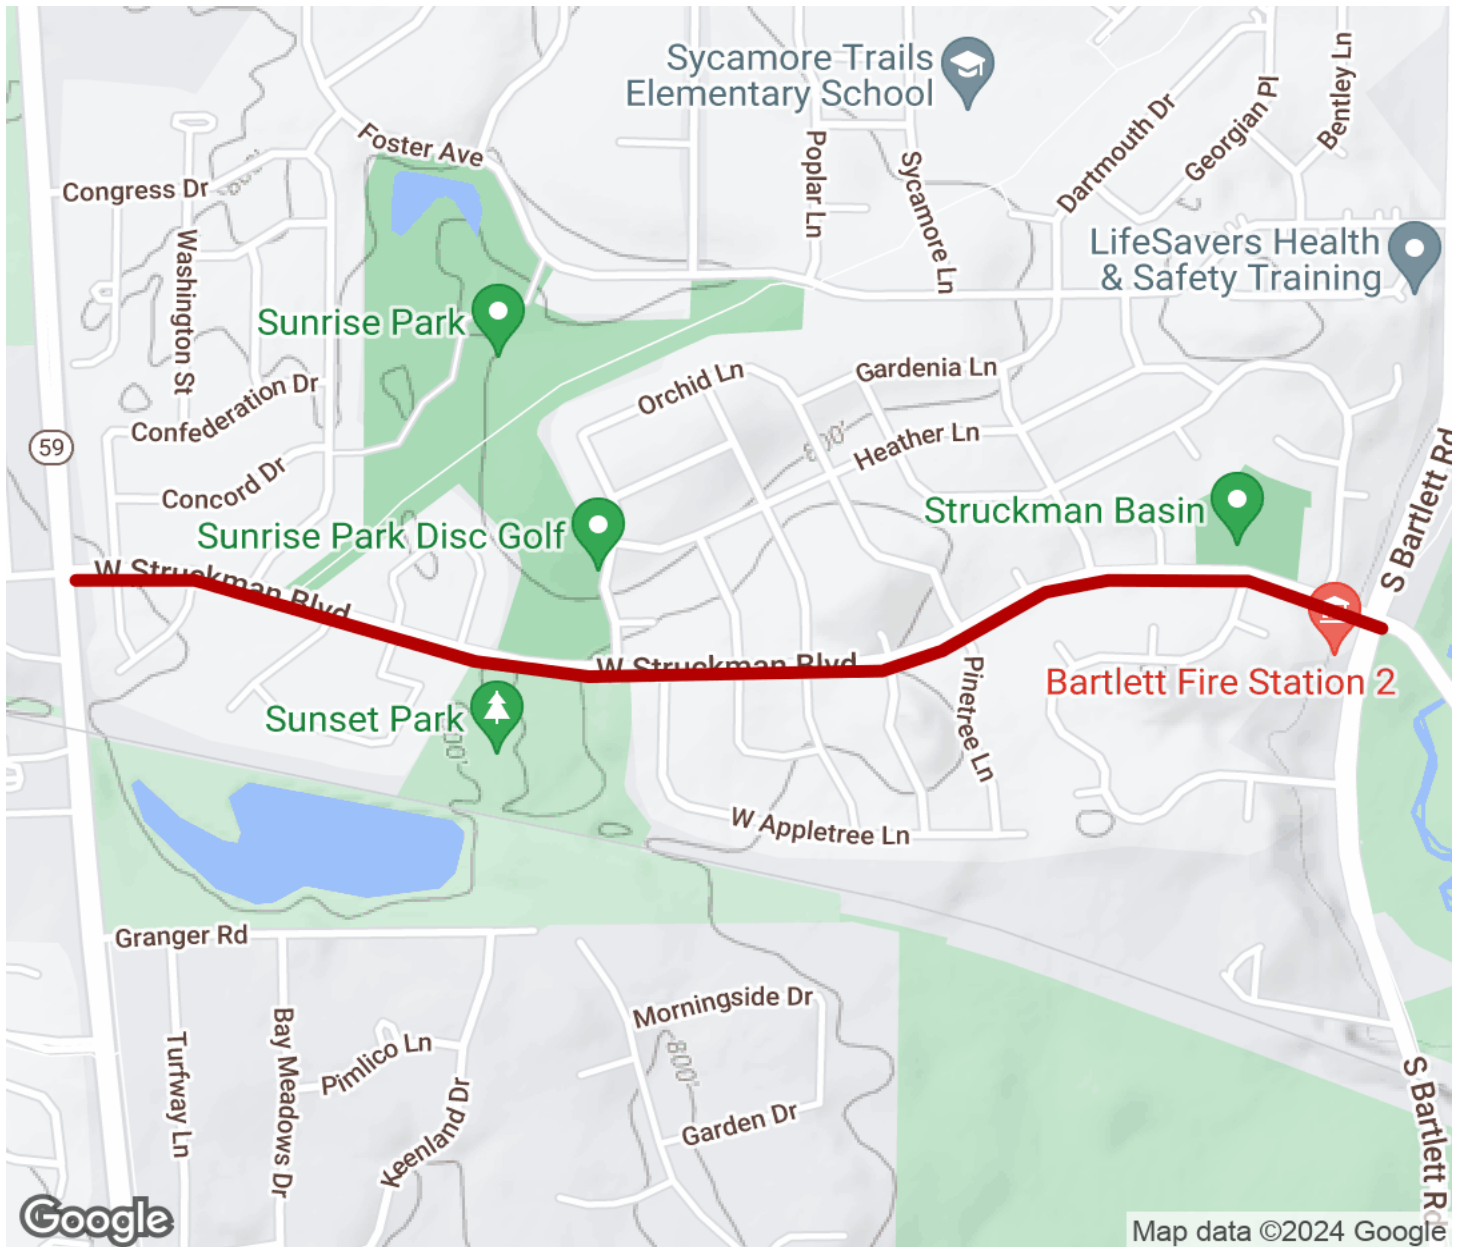 Sycamore Trails
Elementary School
Bentley Ln
Georgian Pl
Dartmouth Dr
Foster Ave
Poplar Ln
Sycamore Ln
Congress Dr
800'
Washington St
LifeSavers Health
& Safety Training
Sunrise Park
Orchid Ln
Gardenia Ln
Confederation Dr
Heather Ln
800'
59
Concord Dr
Struckman Basin
S Bartlett Rd
Sunrise Park Disc Golf
W Struckman Blvd
W Struckman Blvd
Pinetree Ln
Bartlett Fire Station 2
Sunset Park
W Appletree Ln
Granger Rd
Morningside Dr
Bay Meadows Dr
Turfway Ln
Pimlico Ln
800'
Keenland Dr
Garden Dr
S Bartlett Rd
Google
Map data ©2024 Google